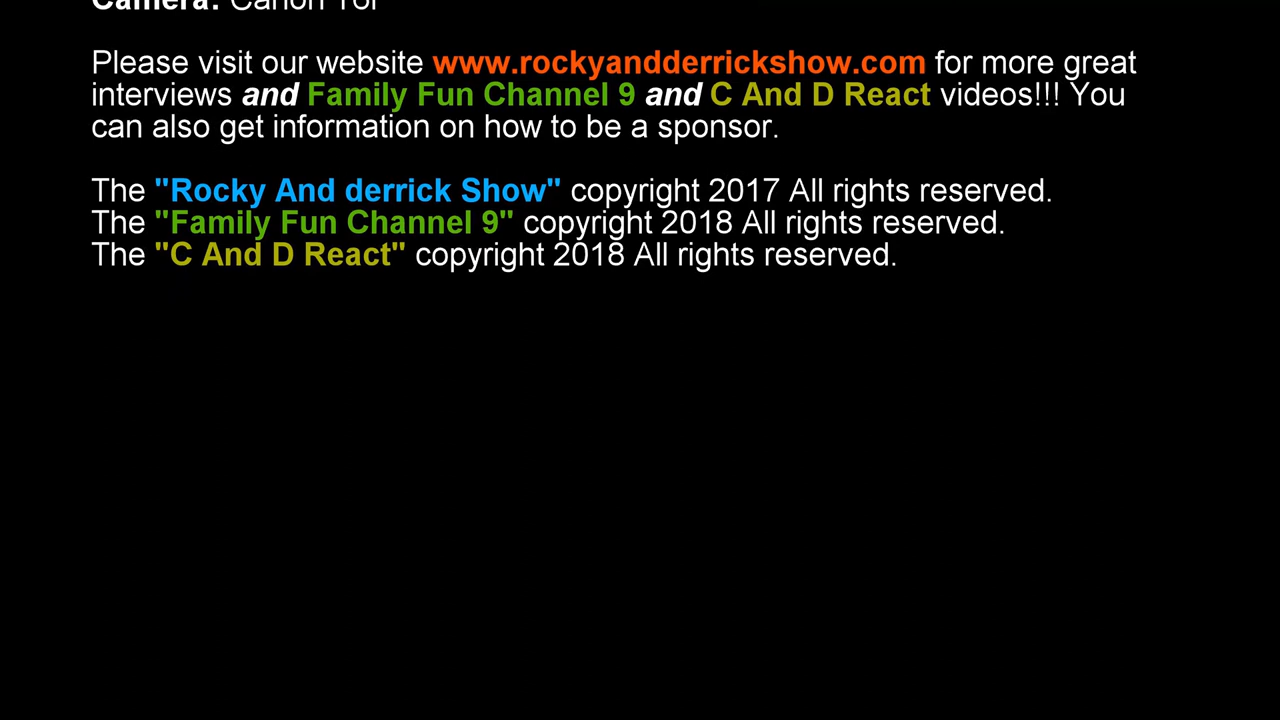 Camera: Canon
Please visit our website www.rockyandderrickshow.com for more great
interviews and Family Fun Channel 9 and C And D React videos!!! You
can also get information on how to be a sponsor.
The "Rocky And derrick Show" copyright 2017 All rights reserved.
The "Family Fun Channel 9" copyright 2018 All rights reserved.
The "C And D React" copyright 2018 All rights reserved.